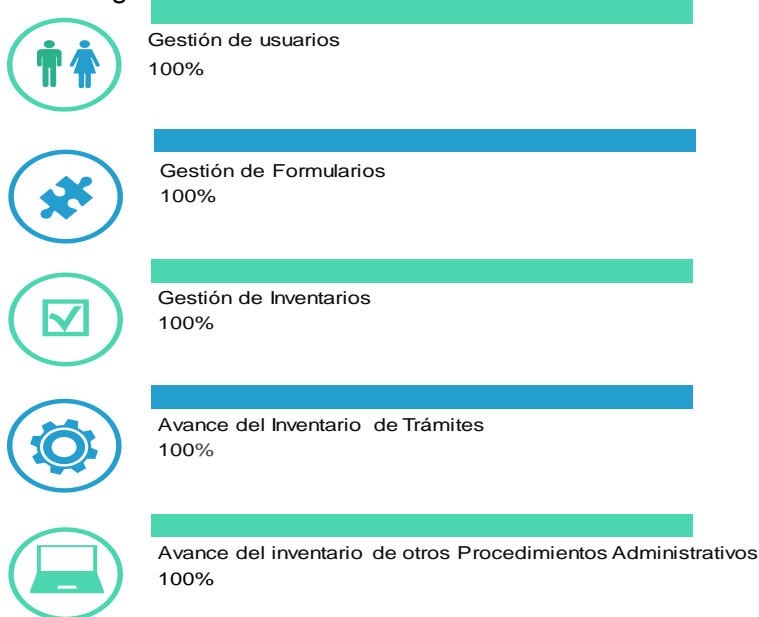 Gestión de usuarios
100%
Gestión de Formularios
100%
Gestión de Inventarios
100%
Avance del Inventario de Trámites
100%
Avance del inventario de otros Procedimientos Administrativos
100%